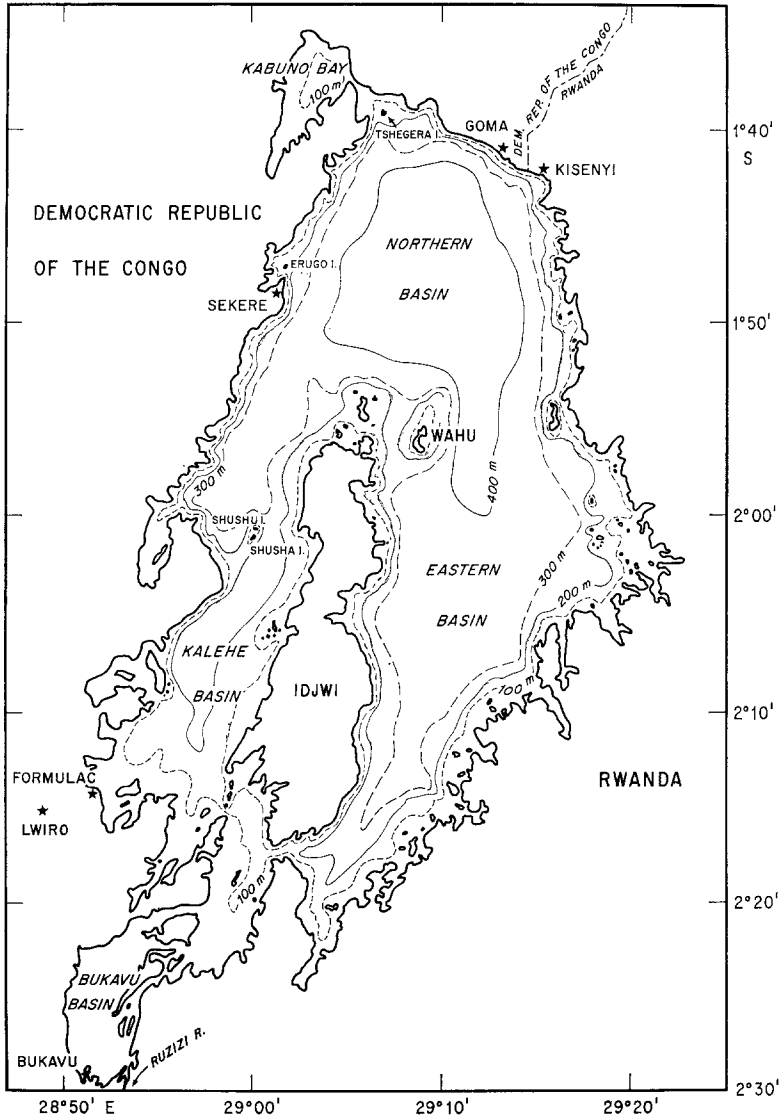 KABUNO BAY
100 m
DEM. REP. OF THE CONGO
RWANDA
TSHEGERA I.
GOMA
KISENYI
1°40'
S
DEMOCRATIC REPUBLIC
OF THE CONGO
NORTHERN
BASIN
ERUGO I.
SEKERE
1°50'
WAHU
300 m
400 m
SHUSHU I.
SHUSHA I.
2°00'
EASTERN
BASIN
300 m
200 m
KALEHE
BASIN
IDJWI
100 m
2°10'
FORMULAC
LWIRO
RWANDA
100 m
2°20'
BUKAVU
BASIN
BUKAVU
RUZIZI R.
2°30'
28°50' E
29°00'
29°10'
29°20'